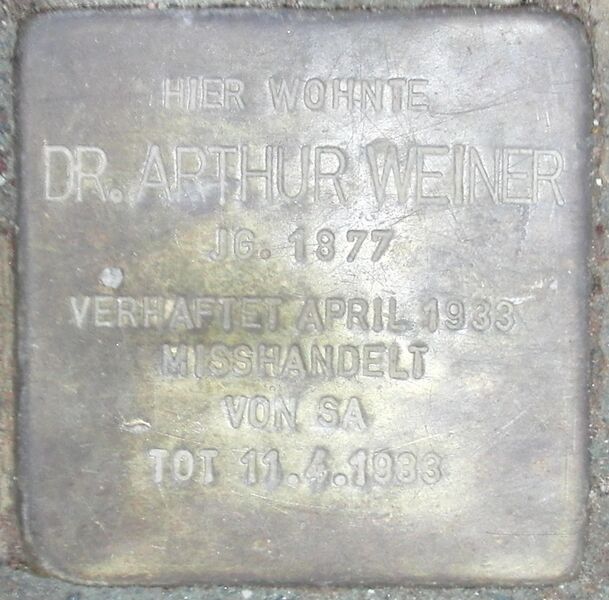 HIER WOHNTE
DR. ARTHUR WEINER
JG. 1877
VERHAFTET APRIL 1933
MISSHANDELT
VON SA
TOT 11.4.1933